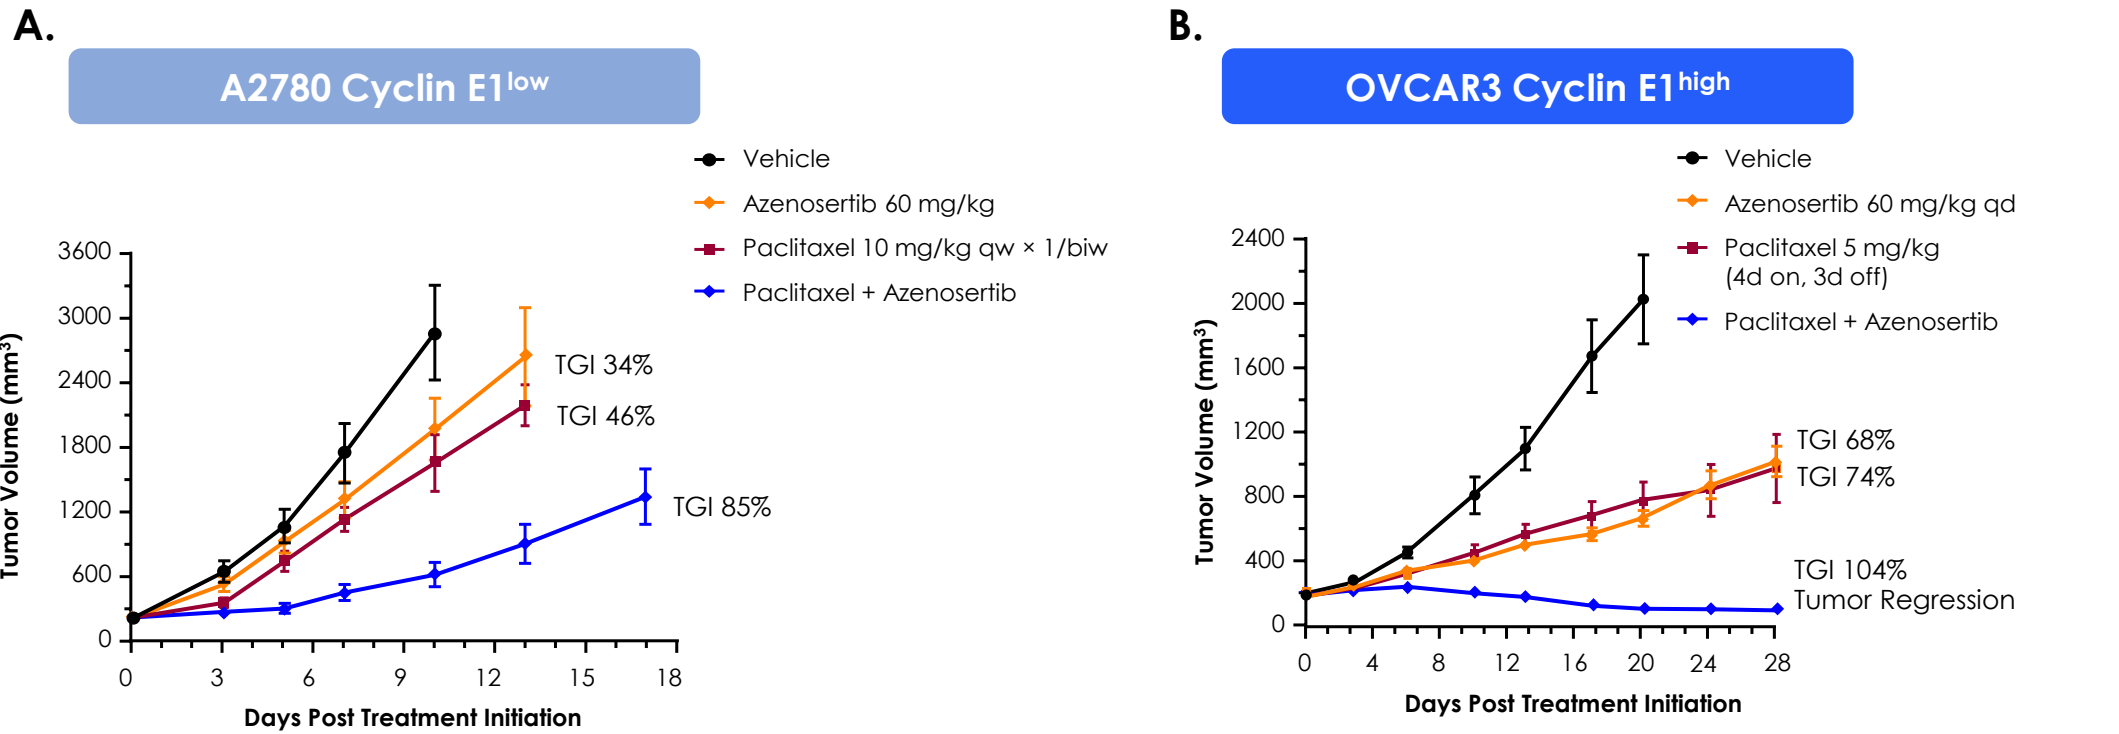 A.
A2780 Cyclin E1low
Vehicle
Azenosertib 60 mg/kg
Paclitaxel 10 mg/kg qw × 1/biw
Paclitaxel + Azenosertib
Tumor Volume (mm³)
3600
3000
2400
1800
1200
600
0
TGI 34%
TGI 46%
TGI 85%
0 3 6 9 12 15 18
Days Post Treatment Initiation
B.
OVCAR3 Cyclin E1high
Vehicle
Azenosertib 60 mg/kg qd
Paclitaxel 5 mg/kg
(4d on, 3d off)
Paclitaxel + Azenosertib
Tumor Volume (mm³)
2400
2000
1600
1200
800
400
0
TGI 68%
TGI 74%
TGI 104%
Tumor Regression
0 4 8 12 16 20 24 28
Days Post Treatment Initiation